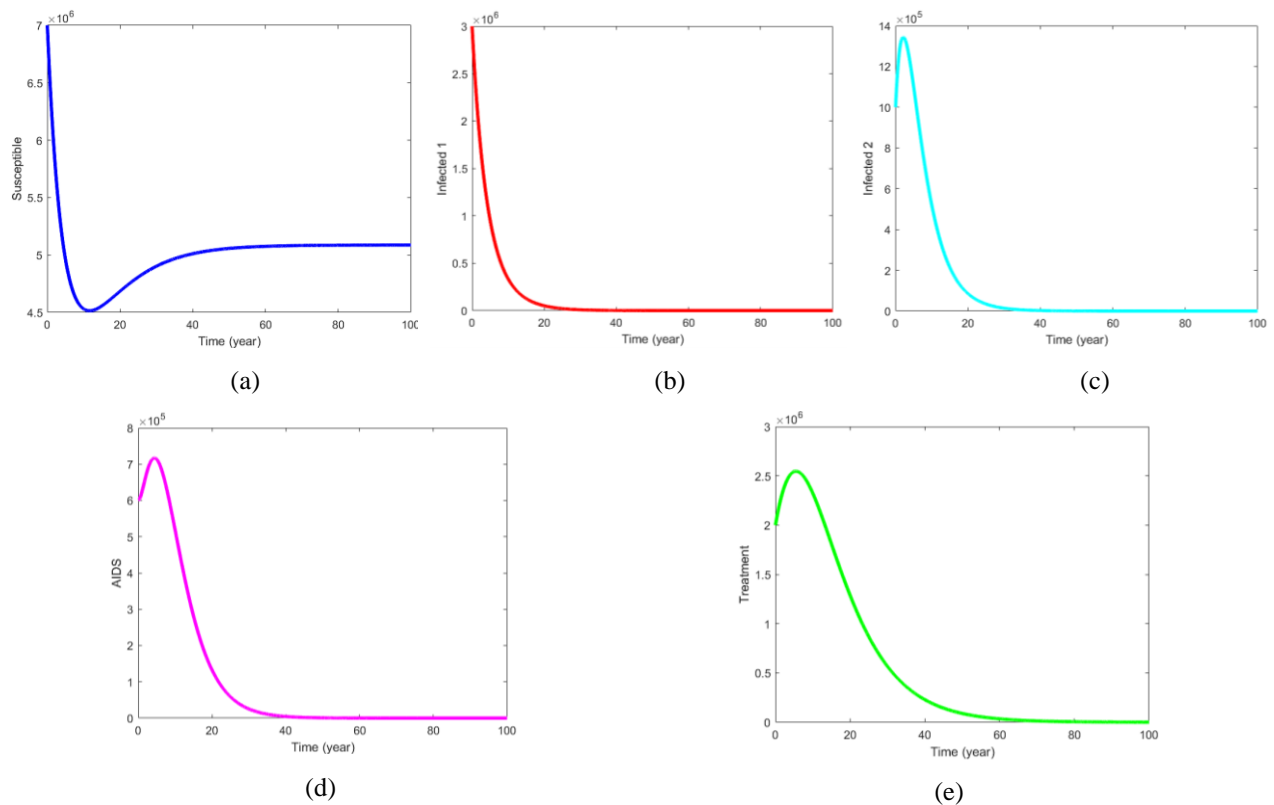 ×10⁶
7
6.5
6
5.5
5
4.5
Susceptible
0 20 40 60 80 100
Time (year)
(a)
×10⁶
3
2.5
2
1.5
1
0.5
0
Infected 1
0 20 40 60 80 100
Time (year)
(b)
×10⁵
14
12
10
8
6
4
2
0
Infected 2
0 20 40 60 80 100
Time (year)
(c)
×10⁵
8
7
6
5
4
3
2
1
0
AIDS
0 20 40 60 80 100
Time (year)
(d)
×10⁶
3
2.5
2
1.5
1
0.5
0
Treatment
0 20 40 60 80 100
Time (year)
(e)